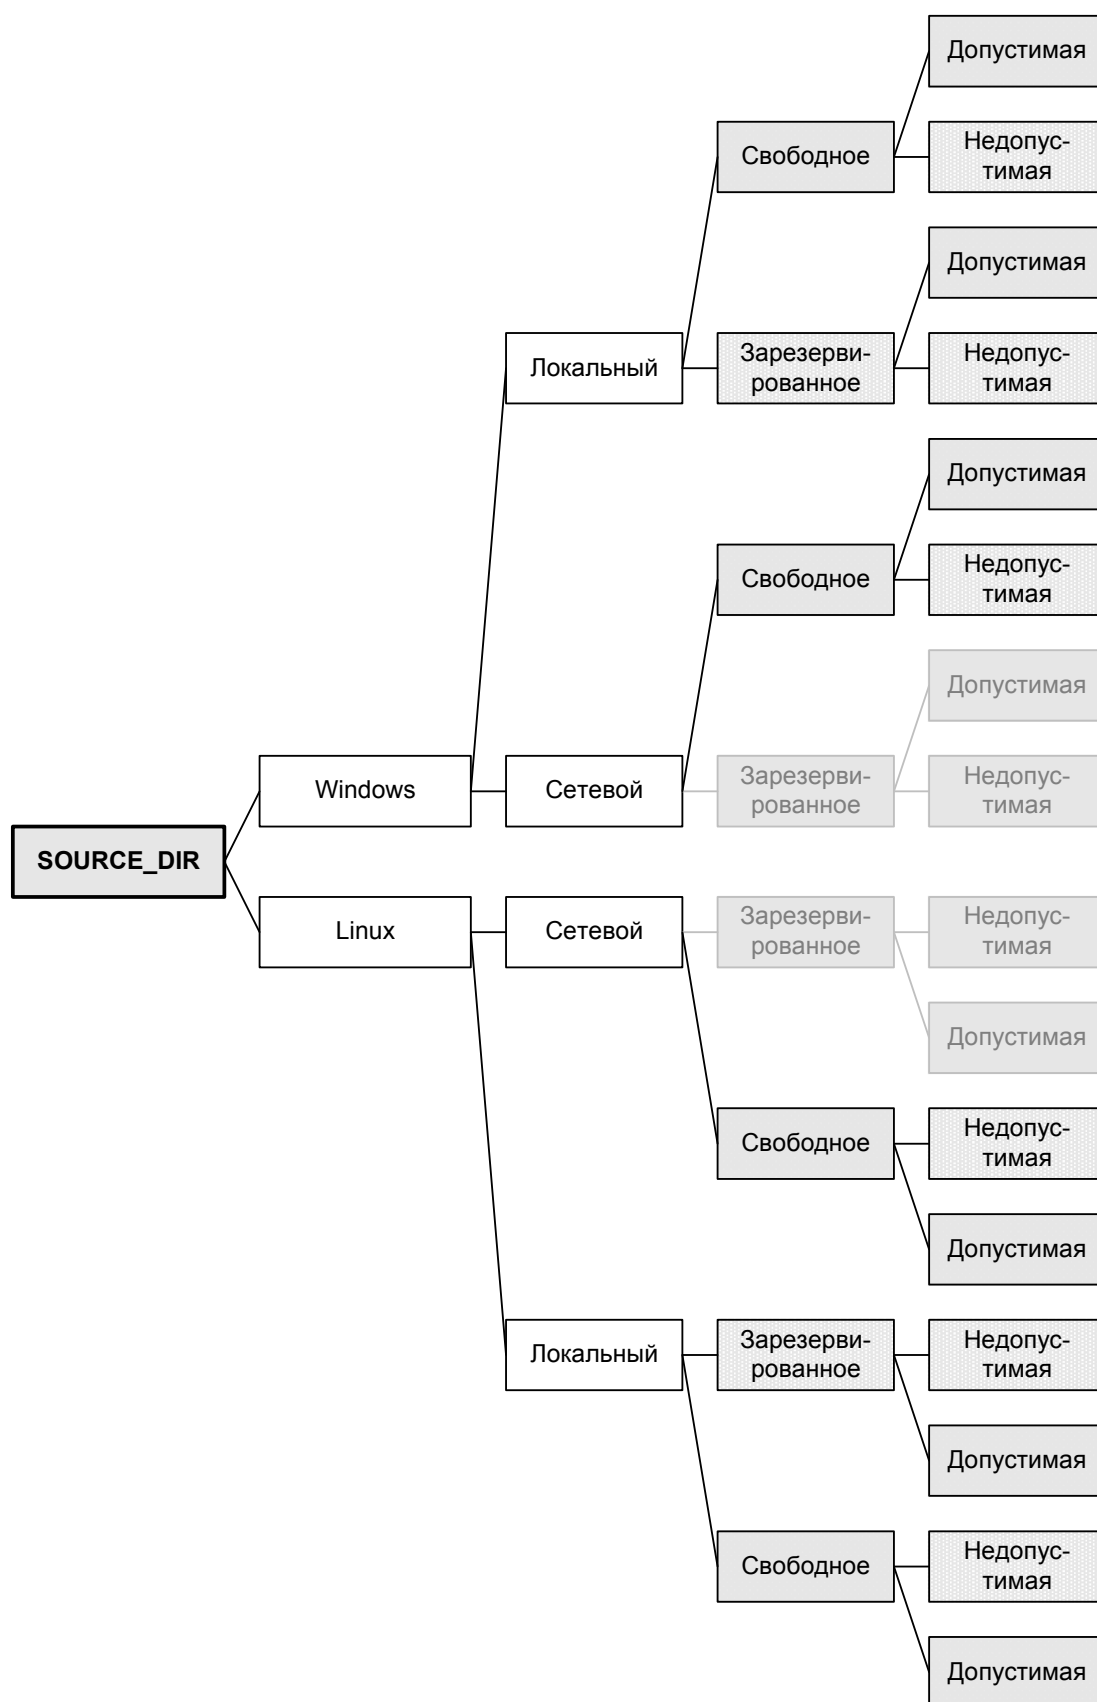 Допустимая
Свободное
Недопус-
тимая
Допустимая
Локальный
Зарезерви-
рованное
Недопус-
тимая
Допустимая
Свободное
Недопус-
тимая
Допустимая
Windows
Сетевой
Зарезерви-
рованное
Недопус-
тимая
SOURCE_DIR
Linux
Сетевой
Зарезерви-
рованное
Недопус-
тимая
Допустимая
Свободное
Недопус-
тимая
Допустимая
Локальный
Зарезерви-
рованное
Недопус-
тимая
Допустимая
Свободное
Недопус-
тимая
Допустимая